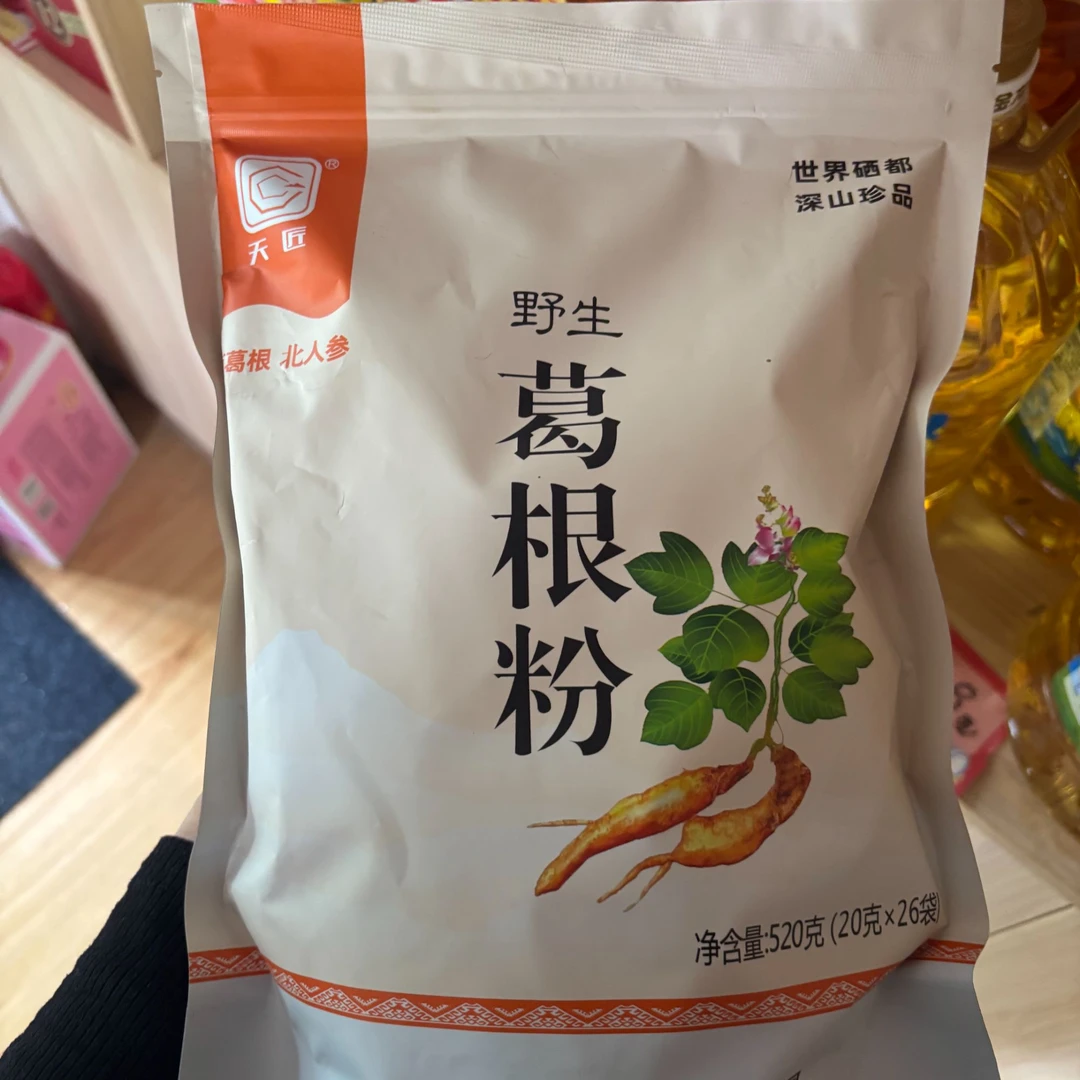 天匠®
世界硒都
深山珍品
葛根 北人参
野生
葛根粉
净含量:520克 (20克×26袋)